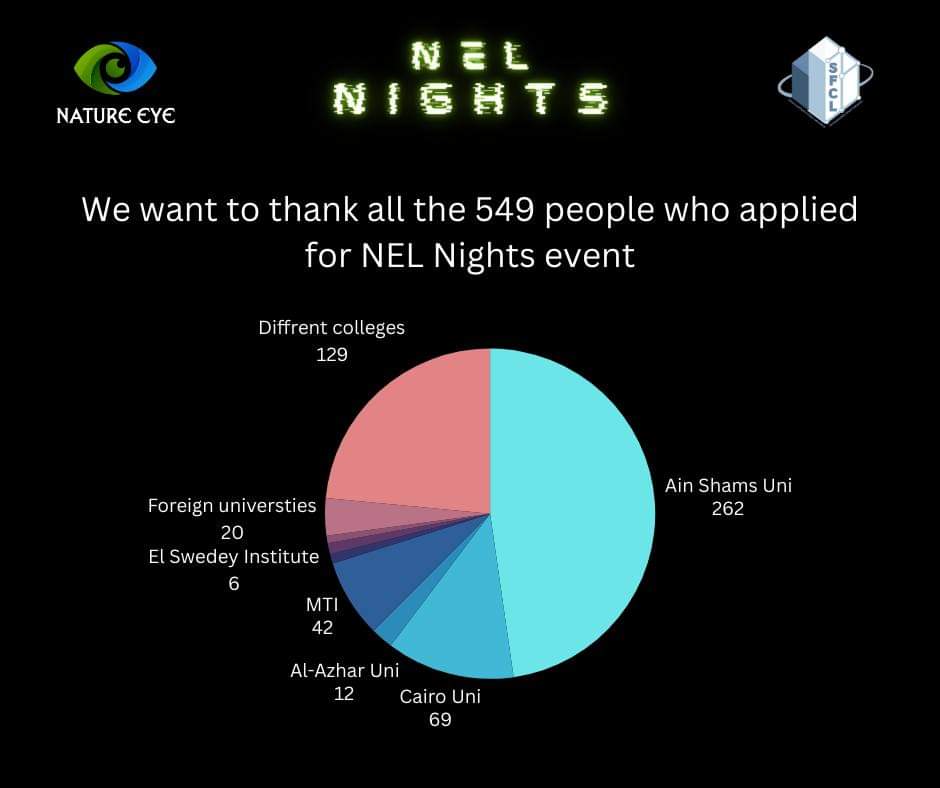 NEL
NIGHTS
NATURE EYE
SFCL
We want to thank all the 549 people who applied
for NEL Nights event
Diffrent colleges
129
Ain Shams Uni
262
Foreign universties
20
El Swedey Institute
6
MTI
42
Al-Azhar Uni
12
Cairo Uni
69